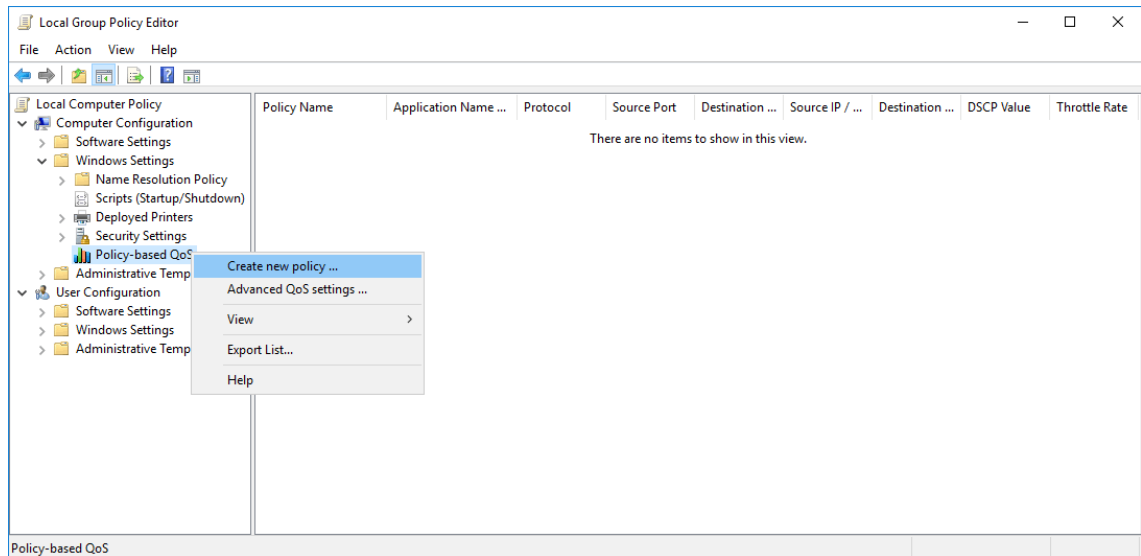 Local Group Policy Editor
File Action View Help
Local Computer Policy
Computer Configuration
Software Settings
Windows Settings
Name Resolution Policy
Scripts (Startup/Shutdown)
Deployed Printers
Security Settings
Policy-based QoS
Administrative Temp
User Configuration
Software Settings
Windows Settings
Administrative Temp
Policy Name Application Name ... Protocol Source Port Destination ... Source IP / ... Destination ... DSCP Value Throttle Rate
There are no items to show in this view.
Create new policy ...
Advanced QoS settings ...
View
Export List...
Help
Policy-based QoS